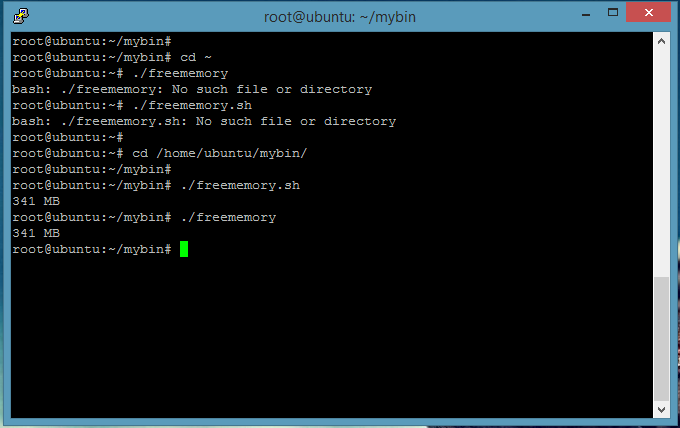 root@ubuntu: ~/mybin
root@ubuntu:~/mybin#
root@ubuntu:~/mybin# cd ~
root@ubuntu:~# ./freememory
bash: ./freememory: No such file or directory
root@ubuntu:~# ./freememory.sh
bash: ./freememory.sh: No such file or directory
root@ubuntu:~#
root@ubuntu:~# cd /home/ubuntu/mybin/
root@ubuntu:~/mybin#
root@ubuntu:~/mybin# ./freememory.sh
341 MB
root@ubuntu:~/mybin# ./freememory
341 MB
root@ubuntu:~/mybin#